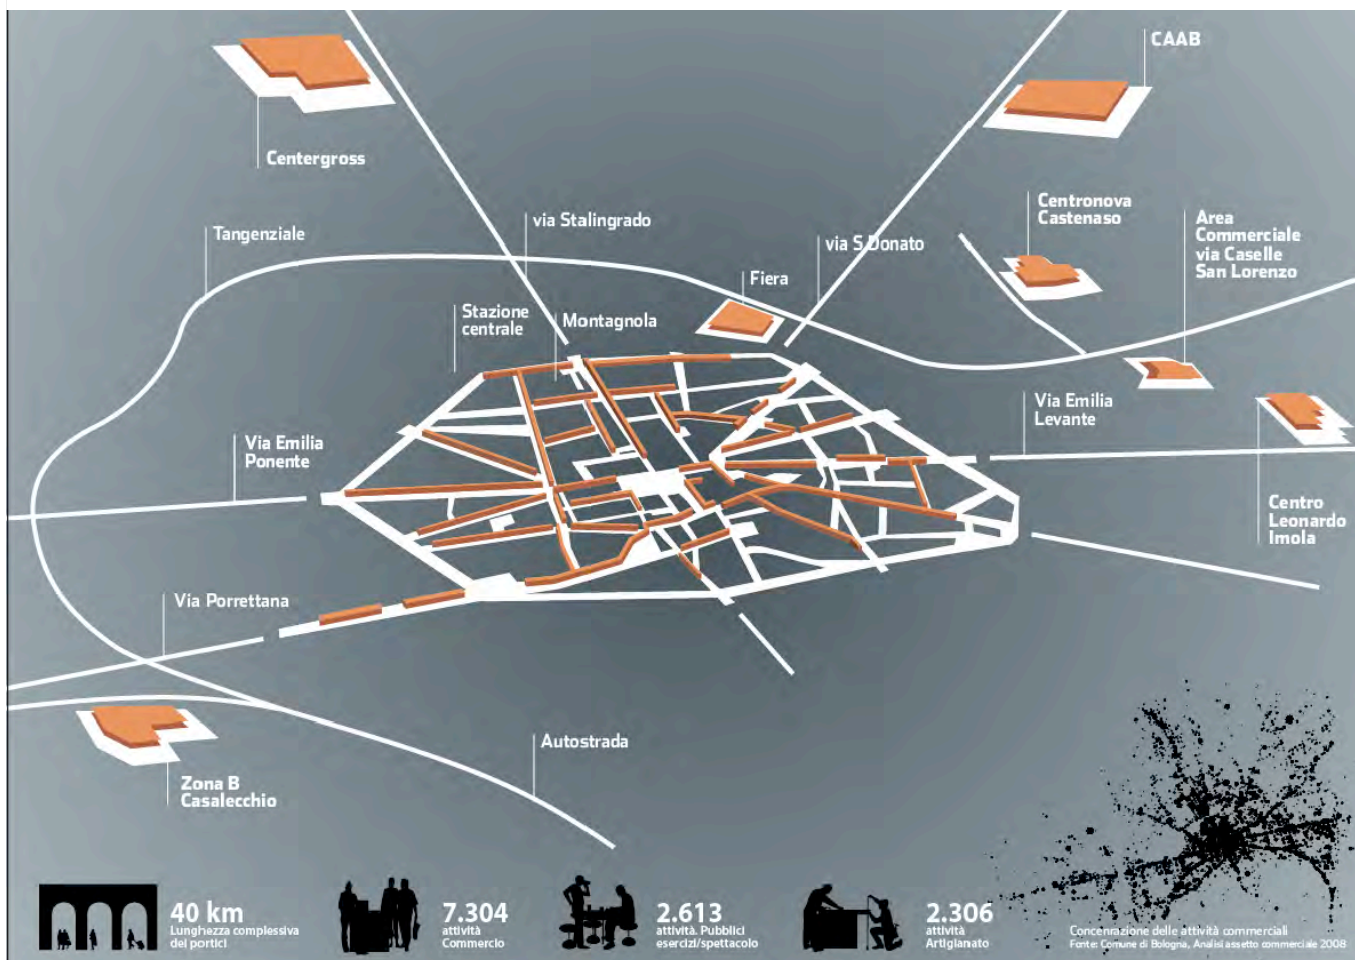 CAAB
Centergross
Centronova
Castenaso
Area
Commerciale
via Caselle
San Lorenzo
via Stalingrado
Tangenziale
via S Donato
Fiera
Stazione
centrale
Montagnola
Via Emilia
Levante
Via Emilia
Ponente
Centro
Leonardo
Imola
Via Porrettana
Autostrada
Zona B
Casalecchio
40 km
Lunghezza complessiva
dei portici
7.304
attività
Commercio
2.613
attività. Pubblici
esercizi/spettacolo
2.306
attività
Artigianato
Concenrazione delle attività commerciali
Fonte: Comune di Bologna, Analisi assetto commerciale 2008